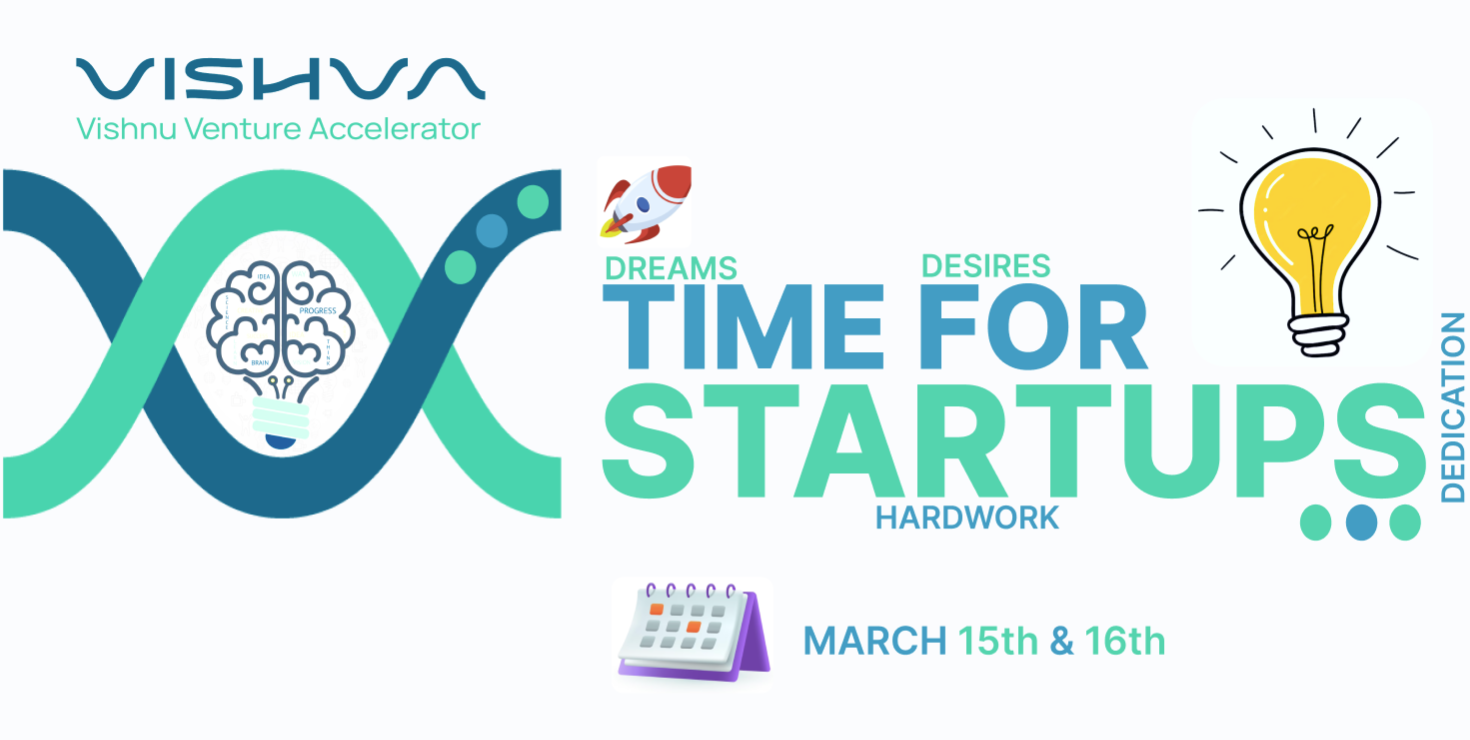 VISHVA
Vishnu Venture Accelerator
IDEA
SCIENCE
PROGRESS
THINK
BRAIN
DREAMS
DESIRES
TIME FOR
STARTUPS
HARDWORK
DEDICATION
MARCH 15th & 16th